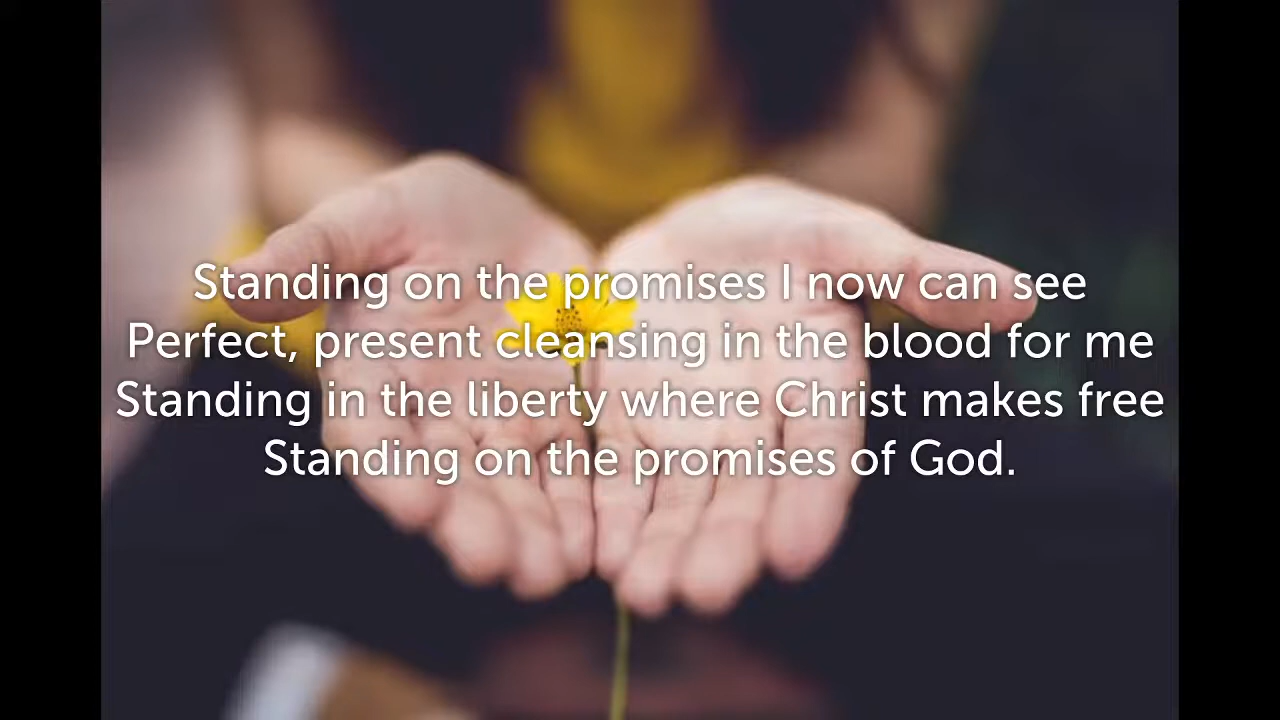 Standing on the promises I now can see
Perfect, present cleansing in the blood for me
Standing in the liberty where Christ makes free
Standing on the promises of God.